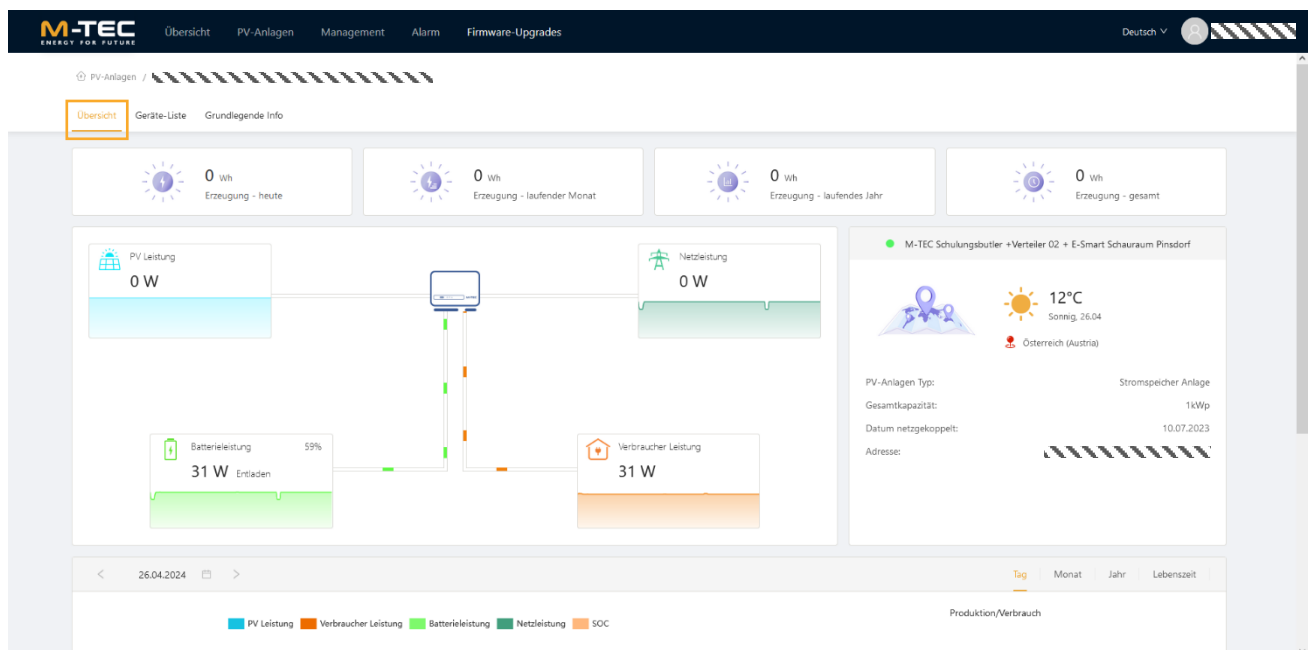 M-TEC
ENERGY FOR FUTURE
Übersicht PV-Anlagen Management Alarm Firmware-Upgrades Deutsch
PV-Anlagen /
Übersicht Geräte-Liste Grundlegende Info
0 Wh
Erzeugung - heute
0 Wh
Erzeugung - laufender Monat
0 Wh
Erzeugung - laufendes Jahr
0 Wh
Erzeugung - gesamt
PV Leistung
0 W
Netzleistung
0 W
Batterieleistung 59%
31 W Entladen
Verbraucher Leistung
31 W
M-TEC Schulungsbutler +Verteiler 02 + E-Smart Schauraum Pinsdorf
12°C
Sonnig, 26.04
Österreich (Austria)
PV-Anlagen Typ: Stromspeicher Anlage
Gesamtkapazität: 1kWp
Datum netzgekoppelt: 10.07.2023
Adresse:
< 26.04.2024 >
Tag Monat Jahr Lebenszeit
PV Leistung Verbraucher Leistung Batterieleistung Netzleistung SOC
Produktion/Verbrauch